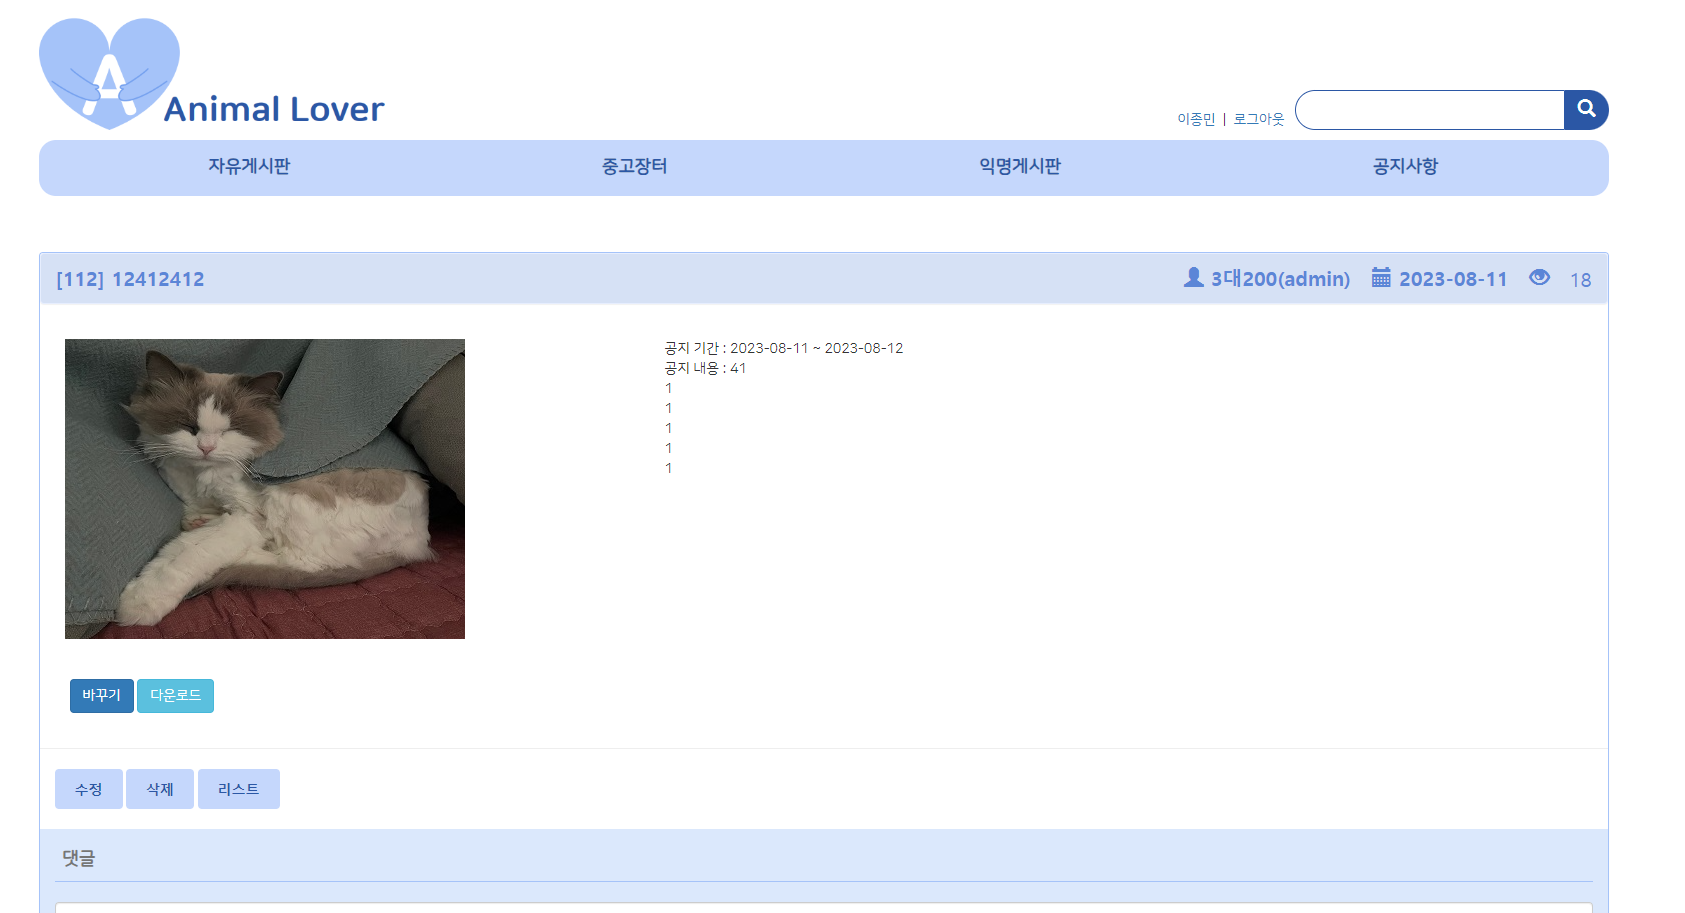 A
Animal Lover
이종민 | 로그아웃
자유게시판 중고장터 익명게시판 공지사항
[112] 12412412 3대200(admin) 2023-08-11 18
공지 기간 : 2023-08-11 ~ 2023-08-12
공지 내용 : 41
1
1
1
1
1
바꾸기 다운로드
수정 삭제 리스트
댓글